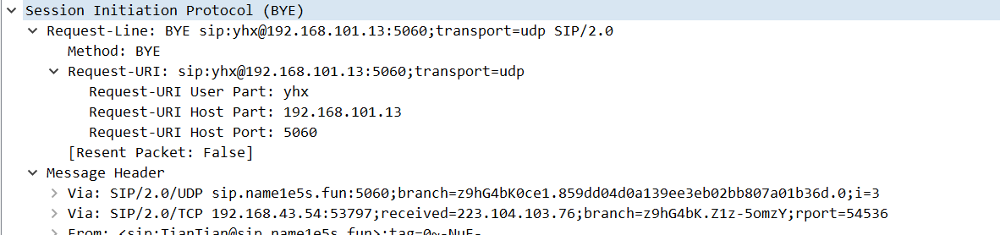 Session Initiation Protocol (BYE)
Request-Line: BYE sip:yhx@192.168.101.13:5060;transport=udp SIP/2.0
Method: BYE
Request-URI: sip:yhx@192.168.101.13:5060;transport=udp
Request-URI User Part: yhx
Request-URI Host Part: 192.168.101.13
Request-URI Host Port: 5060
[Resent Packet: False]
Message Header
Via: SIP/2.0/UDP sip.name1e5s.fun:5060;branch=z9hG4bK0ce1.859dd04d0a139ee3eb02bb807a01b36d.0;i=3
Via: SIP/2.0/TCP 192.168.43.54:53797;received=223.104.103.76;branch=z9hG4bK.Z1z-5omzY;rport=54536
From: <sip:TianTian@sip.name1e5s.fun>;tag=